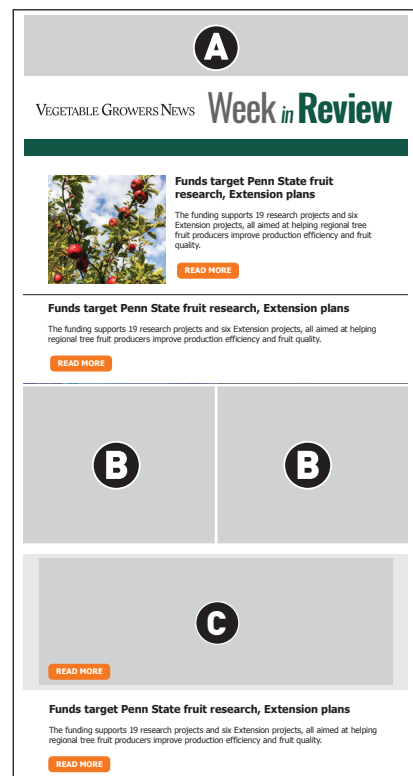 A
VEGETABLE GROWERS NEWS Week in Review
Funds target Penn State fruit
research, Extension plans
The funding supports 19 research projects and six
Extension projects, all aimed at helping regional tree
fruit producers improve production efficiency and fruit
quality.
READ MORE
Funds target Penn State fruit research, Extension plans
The funding supports 19 research projects and six Extension projects, all aimed at helping
regional tree fruit producers improve production efficiency and fruit quality.
READ MORE
B B
C
READ MORE
Funds target Penn State fruit research, Extension plans
The funding supports 19 research projects and six Extension projects, all aimed at helping
regional tree fruit producers improve production efficiency and fruit quality.
READ MORE